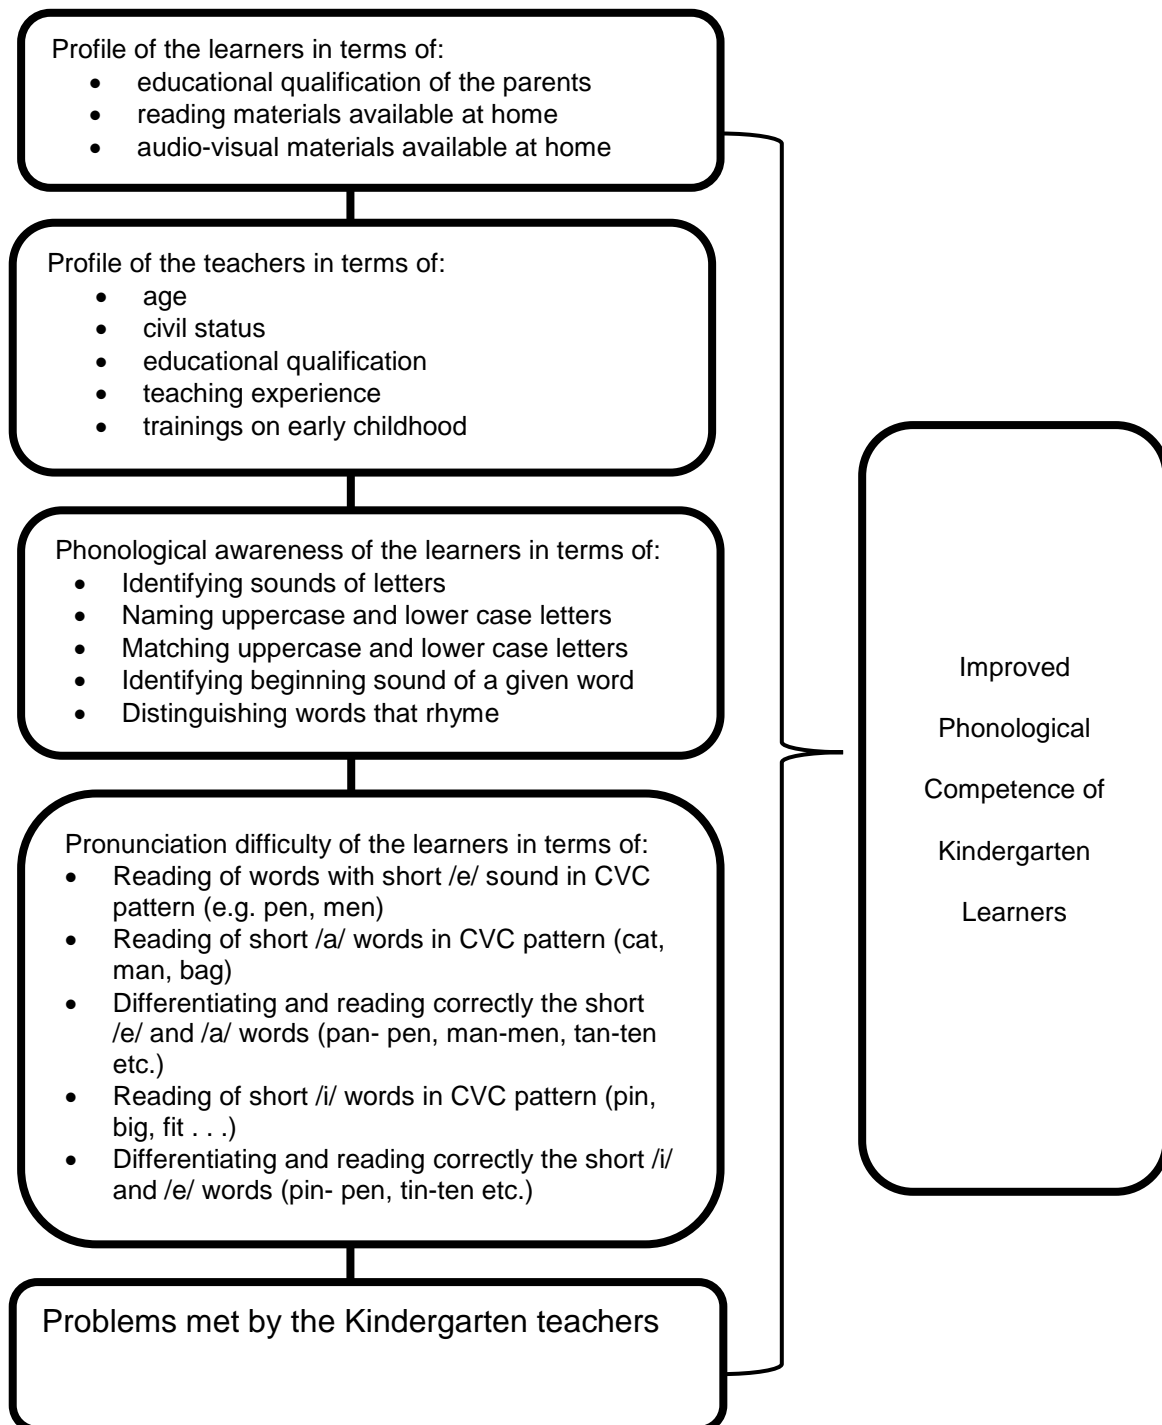 Profile of the learners in terms of:
• educational qualification of the parents
• reading materials available at home
• audio-visual materials available at home
Profile of the teachers in terms of:
• age
• civil status
• educational qualification
• teaching experience
• trainings on early childhood
Phonological awareness of the learners in terms of:
• Identifying sounds of letters
• Naming uppercase and lower case letters
• Matching uppercase and lower case letters
• Identifying beginning sound of a given word
• Distinguishing words that rhyme
Pronunciation difficulty of the learners in terms of:
• Reading of words with short /e/ sound in CVC
pattern (e.g. pen, men)
• Reading of short /a/ words in CVC pattern (cat,
man, bag)
• Differentiating and reading correctly the short
/e/ and /a/ words (pan- pen, man-men, tan-ten
etc.)
• Reading of short /i/ words in CVC pattern (pin,
big, fit . . .)
• Differentiating and reading correctly the short /i/
and /e/ words (pin- pen, tin-ten etc.)
Problems met by the Kindergarten teachers
Improved
Phonological
Competence of
Kindergarten
Learners